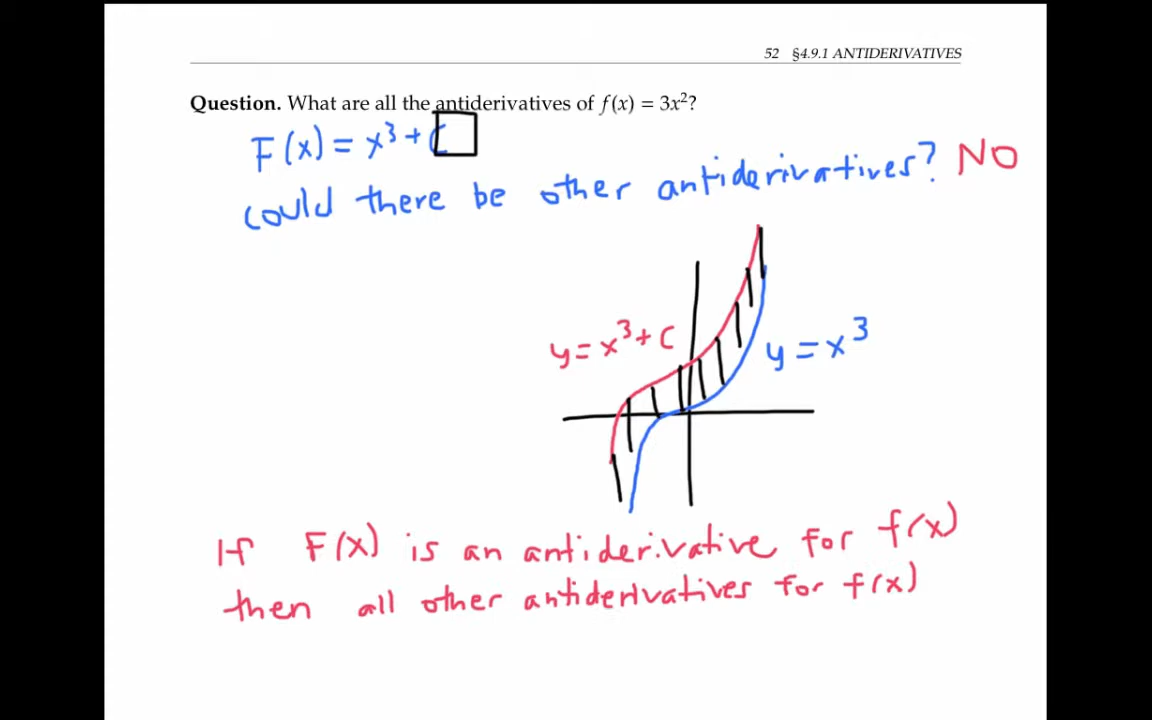 52 §4.9.1 ANTIDERIVATIVES
Question. What are all the antiderivatives of f(x) = 3x²?
F(x) = x³ + C
could there be other antiderivatives? NO
y = x³ + C
y = x³
If F(x) is an antiderivative for f(x)
then all other antiderivatives for f(x)